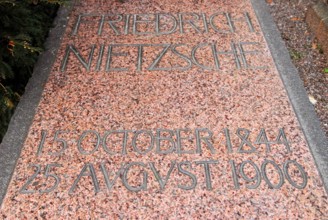 FRIEDRICH
NIETZSCHE
15 OCTOBER 1844
25 AVGVST 1900